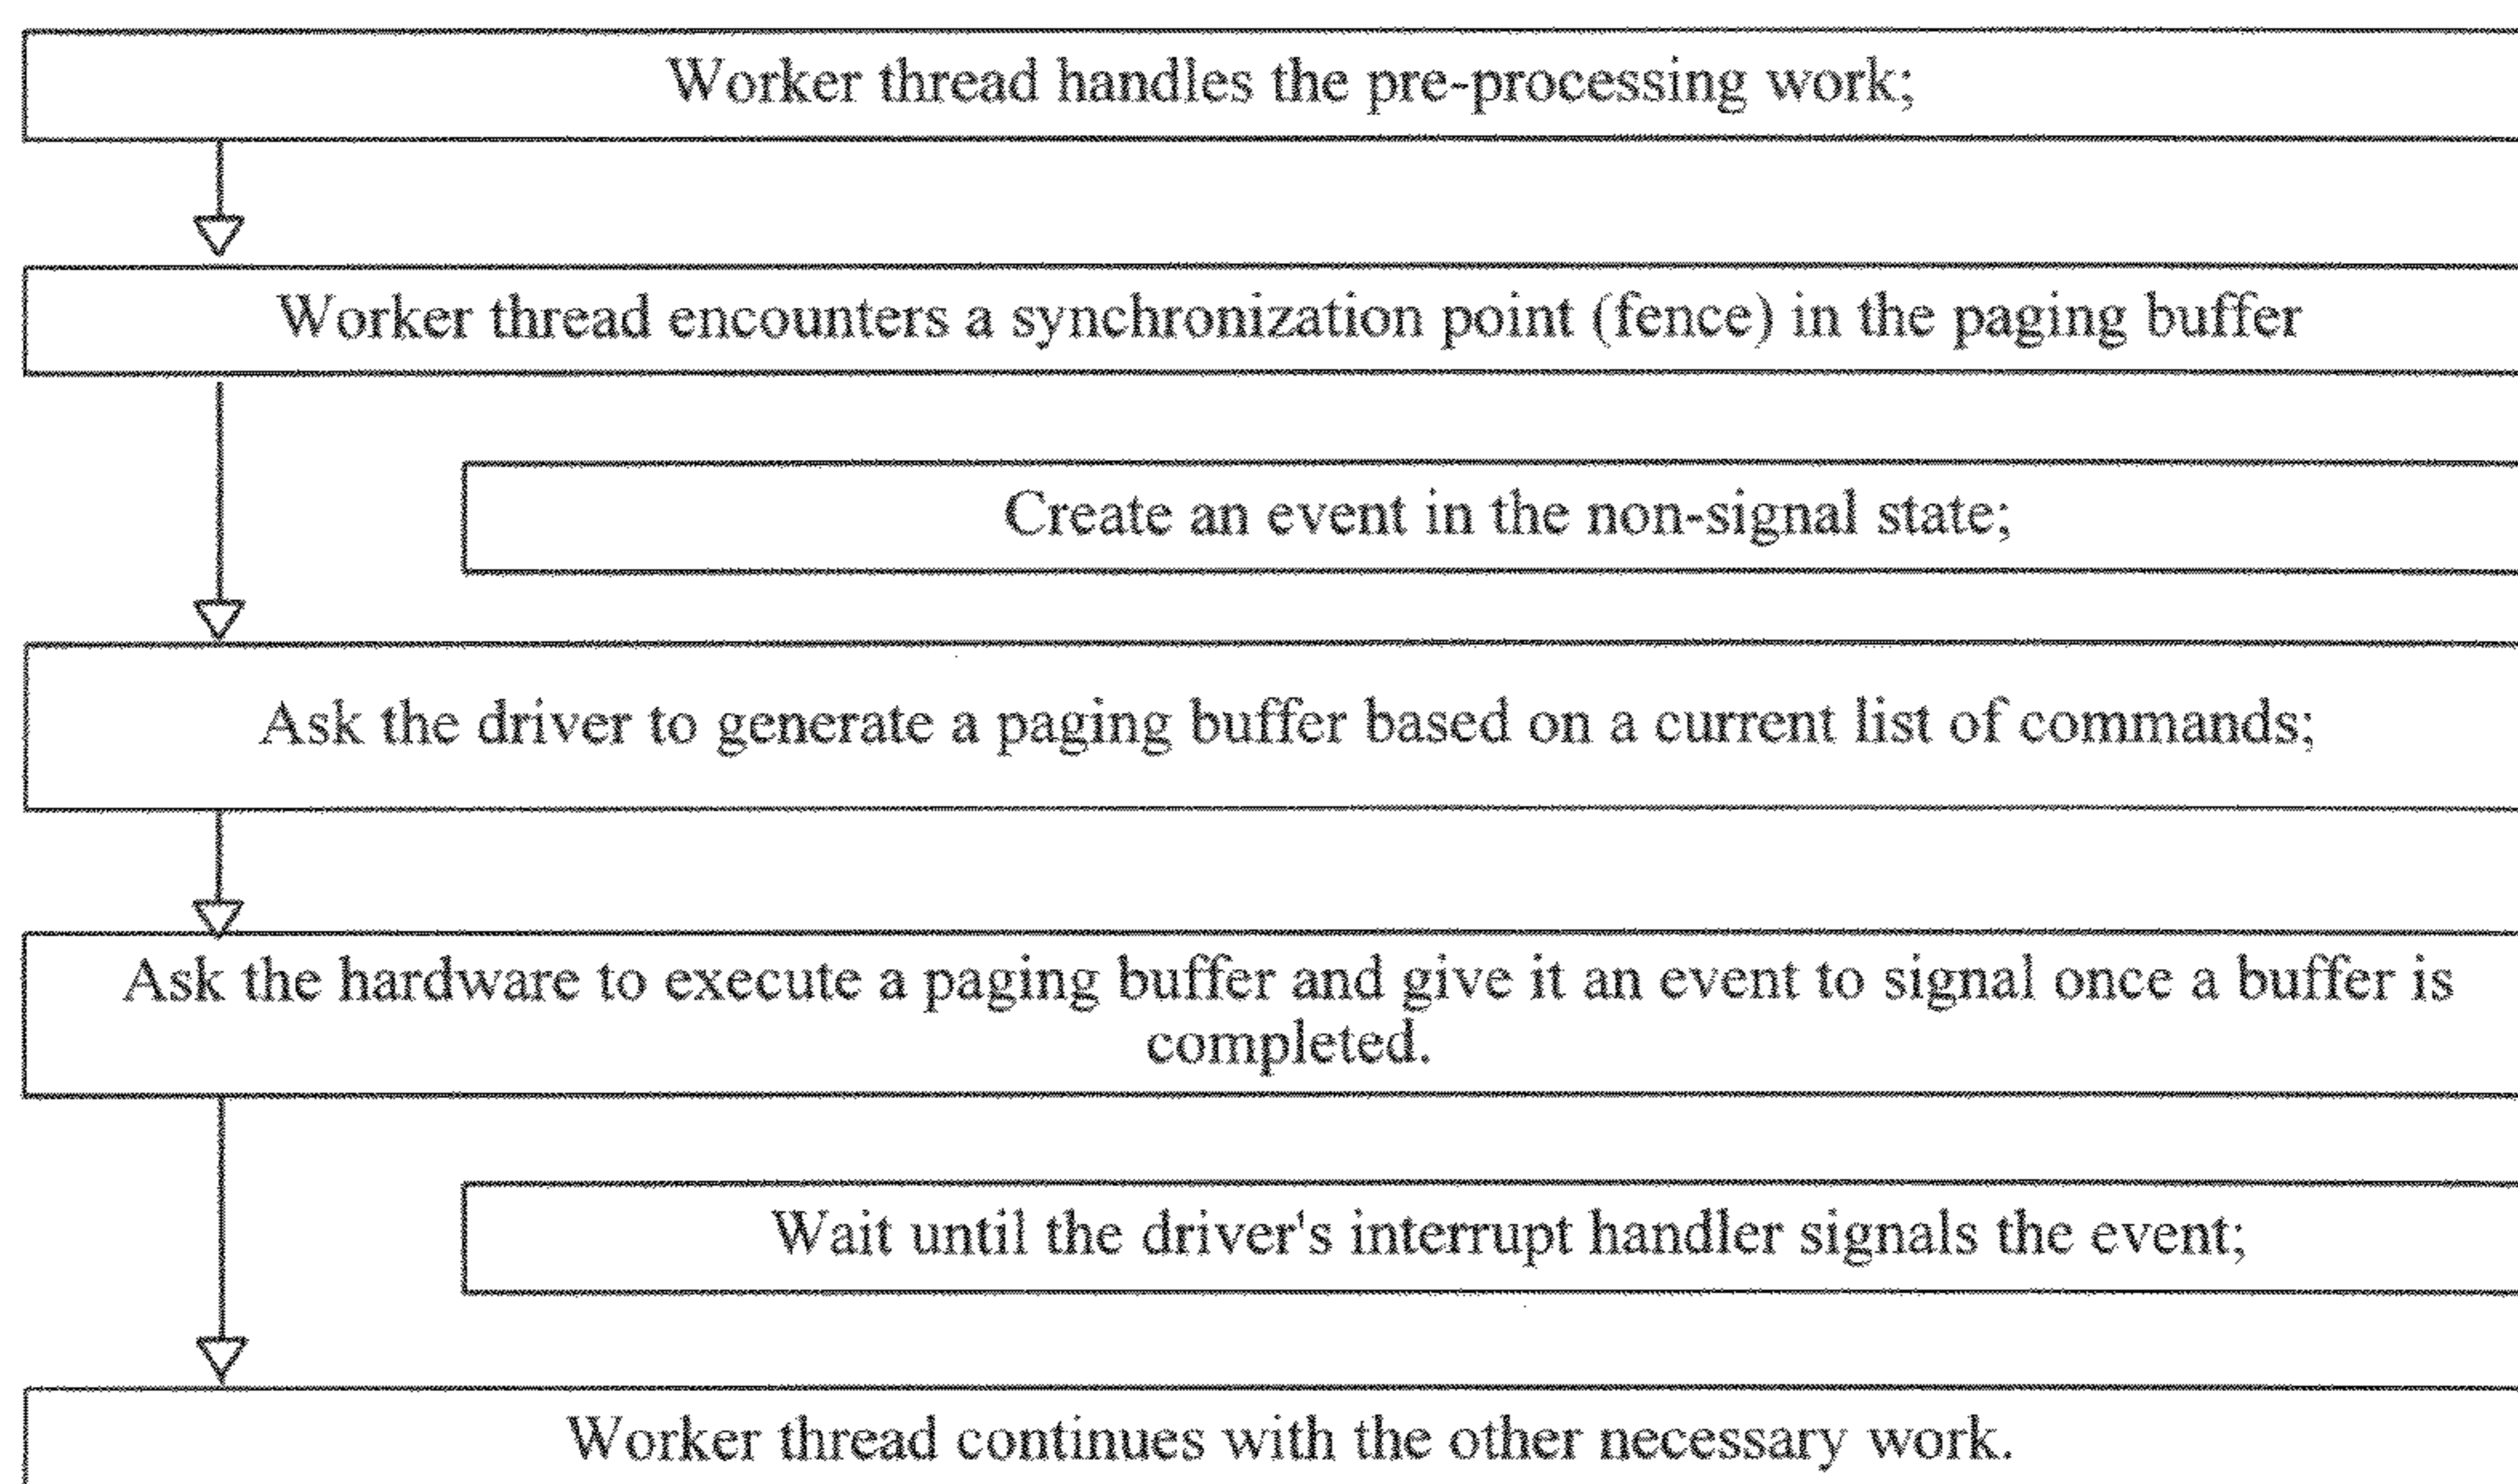 Worker thread handles the pre-processing work;
Worker thread encounters a synchronization point (fence) in the paging buffer
Create an event in the non-signal state;
Ask the driver to generate a paging buffer based on a current list of commands;
Ask the hardware to execute a paging buffer and give it an event to signal once a buffer is
completed.
Wait until the driver's interrupt handler signals the event;
Worker thread continues with the other necessary work.